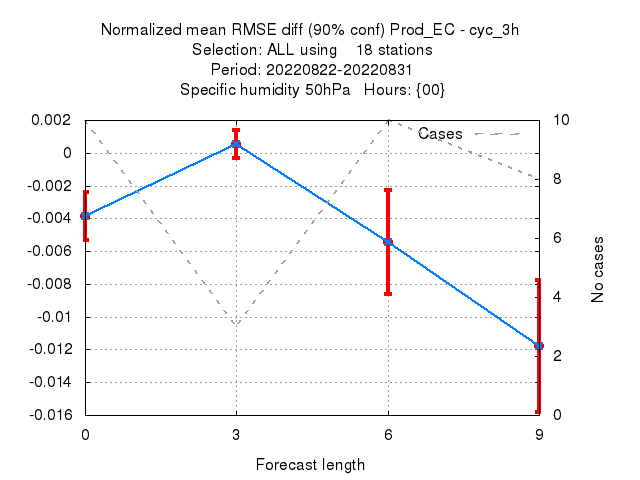 Normalized mean RMSE diff (90% conf) Prod_EC - cyc_3h
Selection: ALL using    18 stations
Period: 20220822-20220831
Specific humidity 50hPa   Hours: {00}
0.002
0
-0.002
-0.004
-0.006
-0.008
-0.01
-0.012
-0.014
-0.016
Cases
10
8
6
4
2
0
No cases
0 3 6 9
Forecast length